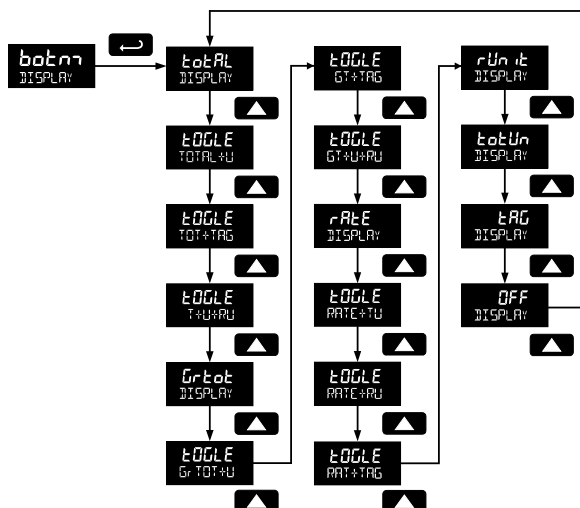 botm
DISPLAY
totAL
DISPLAY
tOGLE
TOTAL+U
tOGLE
TOT+TAG
tOGLE
T+U+RU
Grtot
DISPLAY
tOGLE
Gr TOT+U
tOGLE
GT+TAG
tOGLE
GT+U+RU
rAtE
DISPLAY
tOGLE
RATE+TU
tOGLE
RATE+RU
tOGLE
RAT+TAG
rUnit
DISPLAY
totUn
DISPLAY
tAG
DISPLAY
OFF
DISPLAY